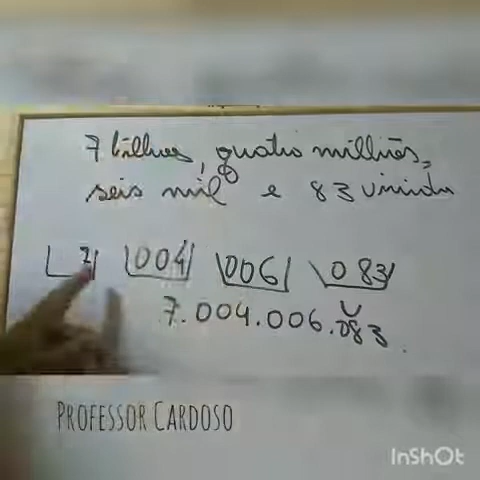 7 bilhões, quatro milhões,
seis mil e 83 unidades
7 004 006 083
7.004.006.083
PROFESSOR CARDOSO
InShOt